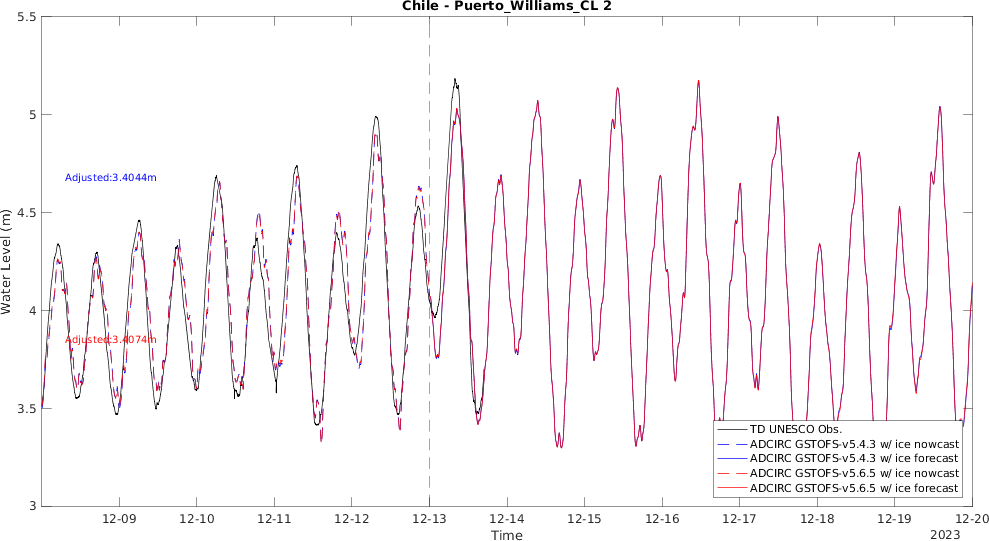 Chile - Puerto_Williams_CL 2
5.5
5
4.5
4
3.5
3
Water Level (m)
Adjusted:3.4044m
Adjusted:3.4074m
TD UNESCO Obs.
ADCIRC GSTOFS-v5.4.3 w/ ice nowcast
ADCIRC GSTOFS-v5.4.3 w/ ice forecast
ADCIRC GSTOFS-v5.6.5 w/ ice nowcast
ADCIRC GSTOFS-v5.6.5 w/ ice forecast
12-09 12-10 12-11 12-12 12-13 12-14 12-15 12-16 12-17 12-18 12-19 12-20
Time
2023